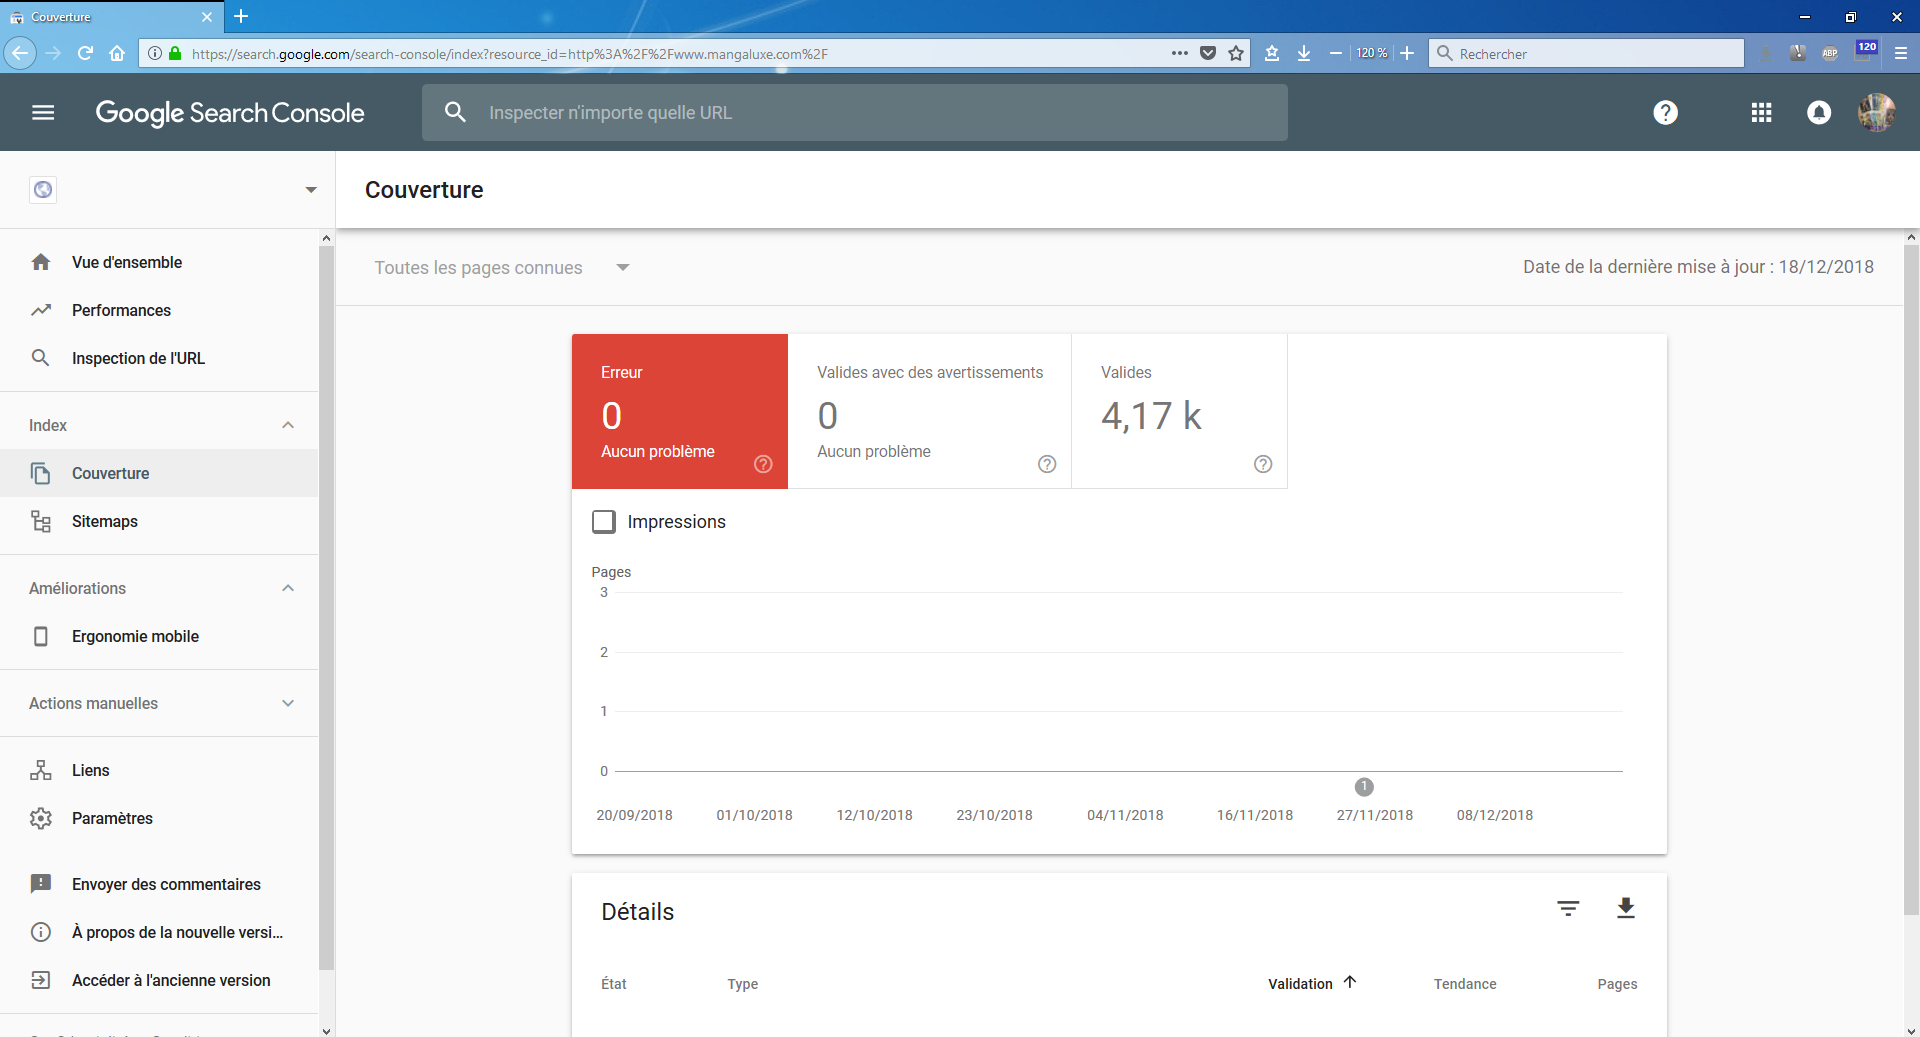 Couverture
https://search.google.com/search-console/index?resource_id=http%3A%2F%2Fwww.mangaluxe.com%2F
120 %
Rechercher
ABP
120
Google Search Console
Inspecter n'importe quelle URL
Couverture
Vue d'ensemble
Performances
Inspection de l'URL
Index
Couverture
Sitemaps
Améliorations
Ergonomie mobile
Actions manuelles
Liens
Paramètres
Envoyer des commentaires
À propos de la nouvelle versi...
Accéder à l'ancienne version
Toutes les pages connues
Date de la dernière mise à jour : 18/12/2018
Erreur
0
Aucun problème
Valides avec des avertissements
0
Aucun problème
Valides
4,17 k
Impressions
Pages
3
2
1
0
1
20/09/2018 01/10/2018 12/10/2018 23/10/2018 04/11/2018 16/11/2018 27/11/2018 08/12/2018
Détails
État Type Validation Tendance Pages